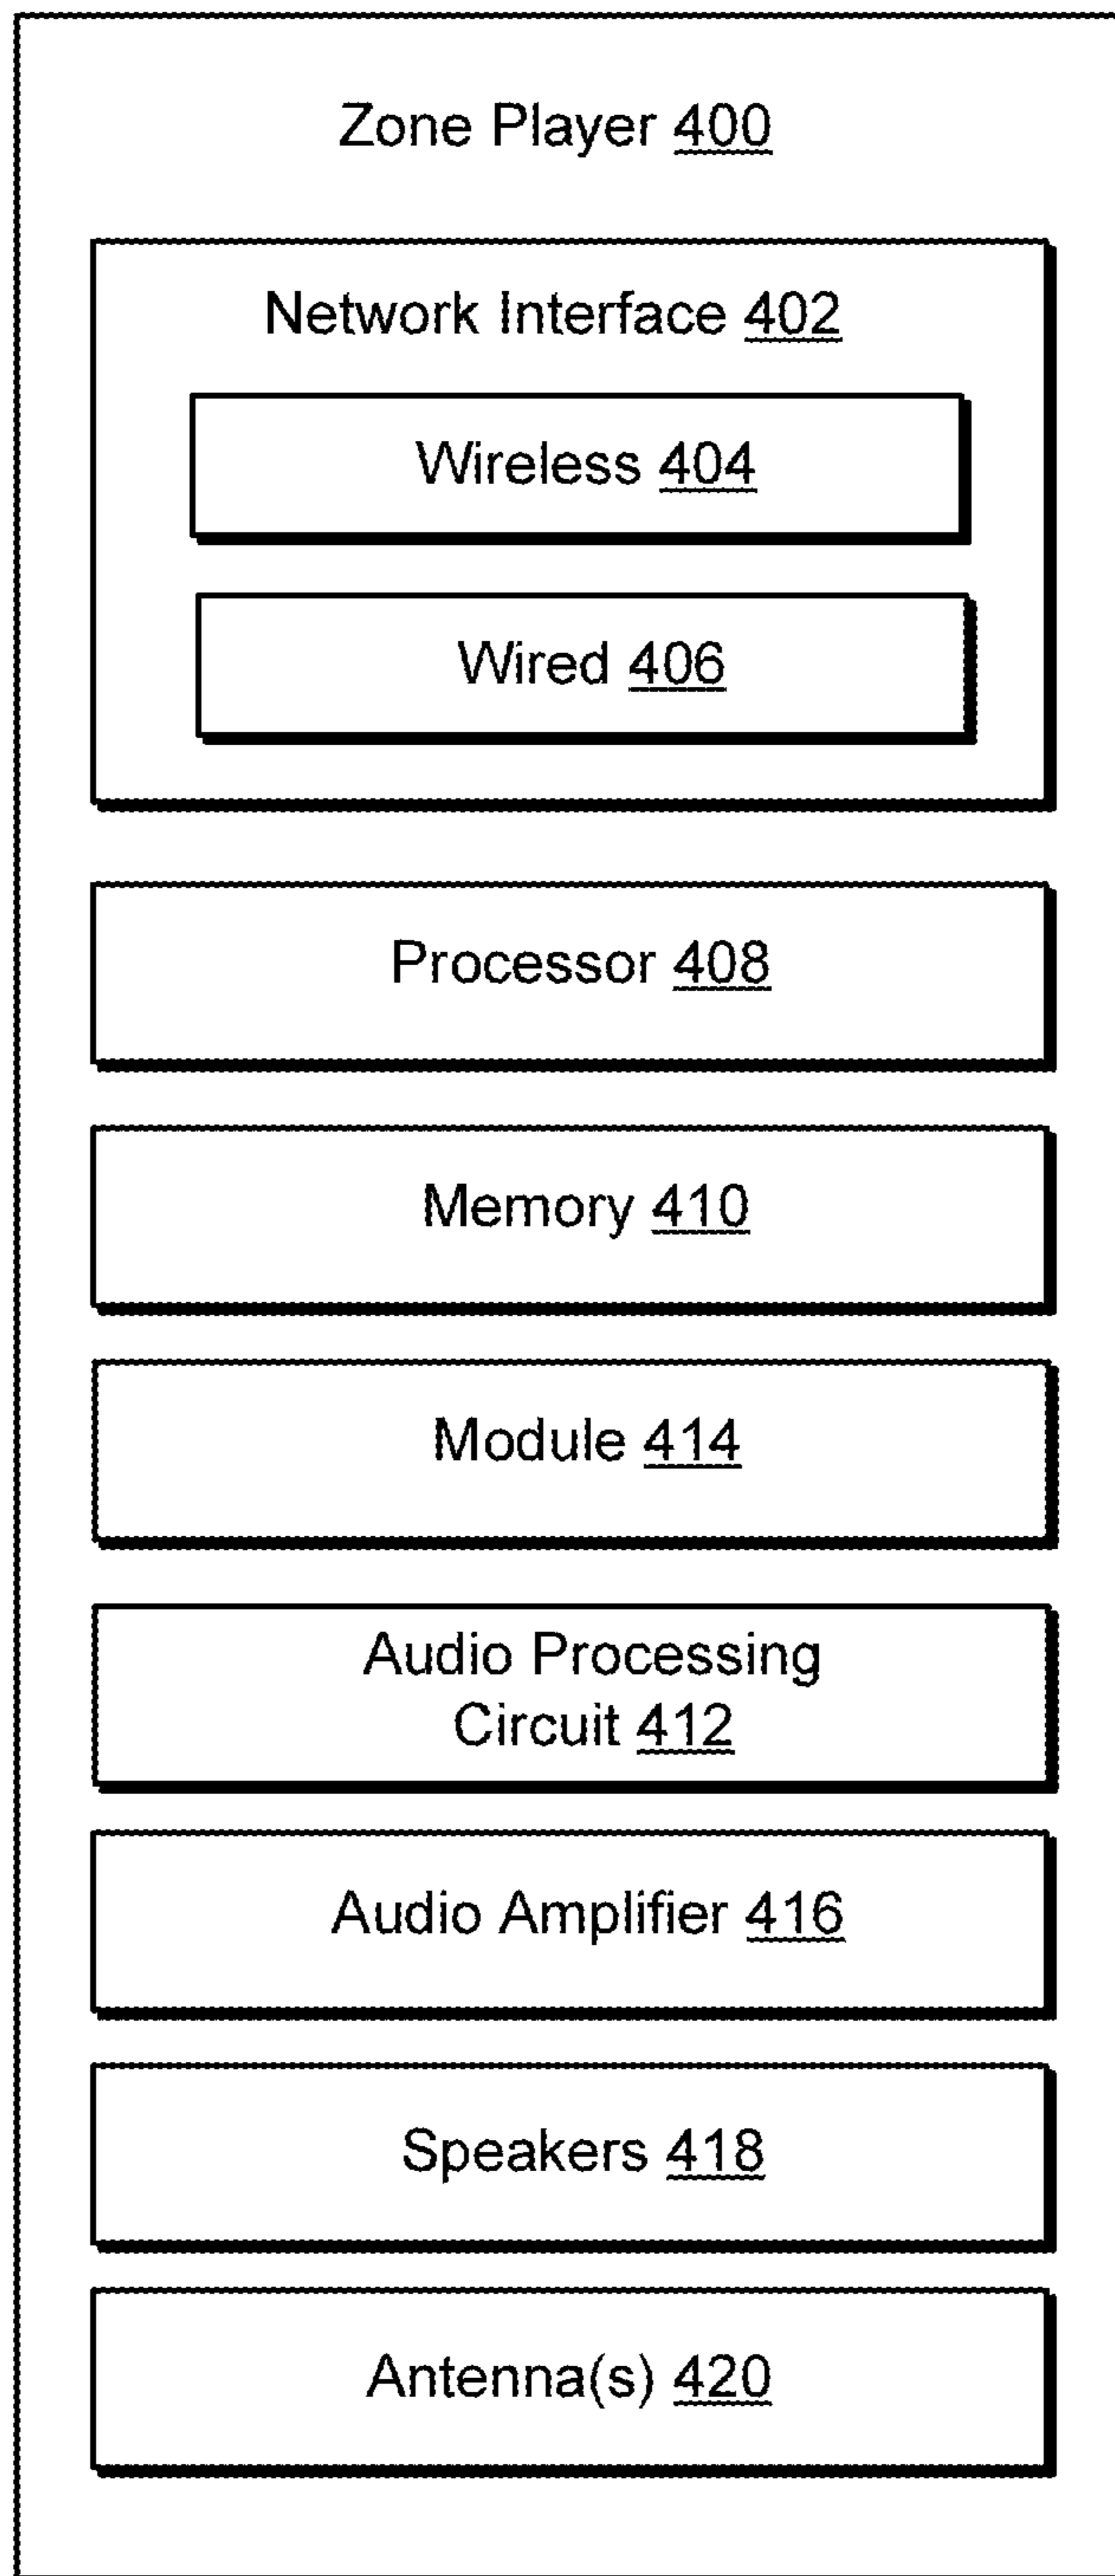 Zone Player 400
Network Interface 402
Wireless 404
Wired 406
Processor 408
Memory 410
Module 414
Audio Processing
Circuit 412
Audio Amplifier 416
Speakers 418
Antenna(s) 420